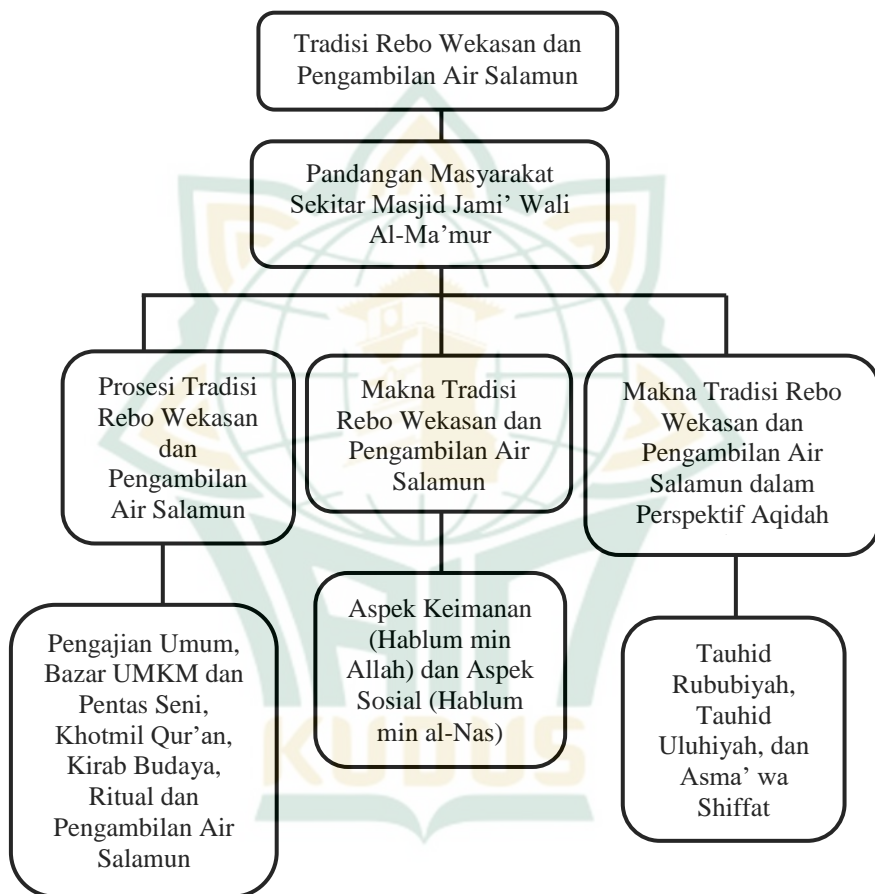 Tradisi Rebo Wekasan dan
Pengambilan Air Salamun
Pandangan Masyarakat
Sekitar Masjid Jami’ Wali
Al-Ma’mur
Prosesi Tradisi
Rebo Wekasan
dan
Pengambilan
Air Salamun
Makna Tradisi
Rebo Wekasan dan
Pengambilan Air
Salamun
Makna Tradisi Rebo
Wekasan dan
Pengambilan Air
Salamun dalam
Perspektif Aqidah
Pengajian Umum,
Bazar UMKM dan
Pentas Seni,
Khotmil Qur’an,
Kirab Budaya,
Ritual dan
Pengambilan Air
Salamun
Aspek Keimanan
(Hablum min
Allah) dan Aspek
Sosial (Hablum
min al-Nas)
Tauhid
Rububiyah,
Tauhid
Uluhiyah, dan
Asma’ wa
Shiffat
IAIN
KUDUS